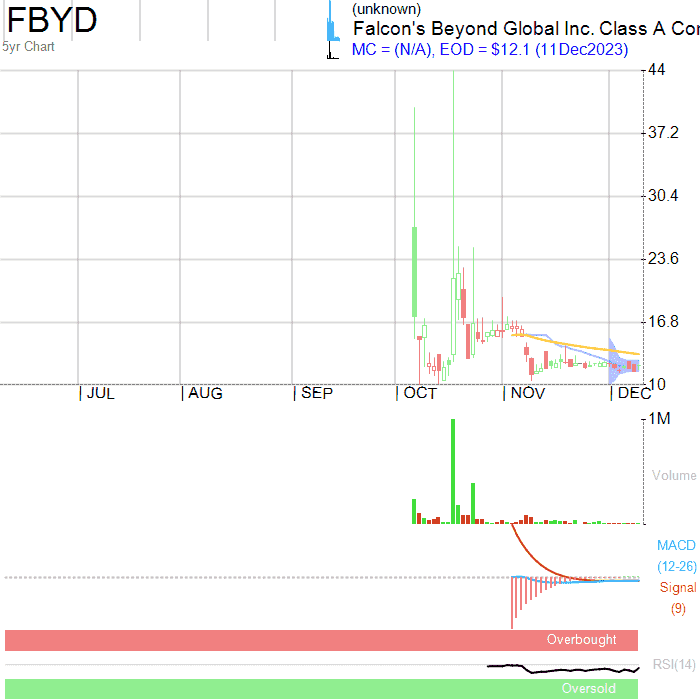 FBYD
(unknown)
Falcon's Beyond Global Inc. Class A Cor
5yr Chart
MC = (N/A), EOD = $12.1 (11Dec2023)
44
37.2
30.4
23.6
16.8
10
JUL
AUG
SEP
OCT
NOV
DEC
1M
Volume
MACD
(12-26)
Signal
(9)
Overbought
RSI(14)
Oversold